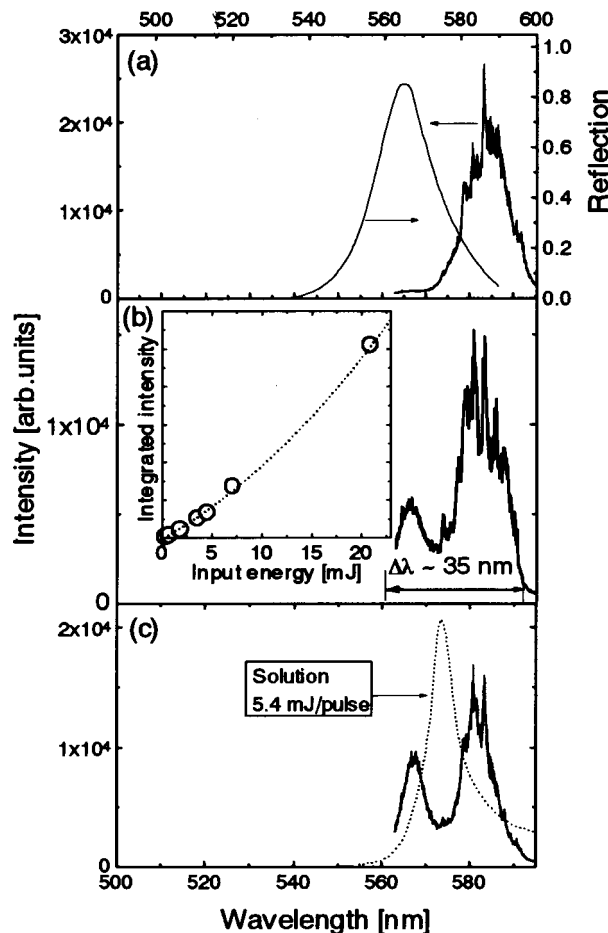 500 510 520 540 560 580 600
3x10⁴
2x10⁴
1x10⁴
0
(a)
1.0
0.8
0.6
0.4
0.2
0.0
Reflection
Intensity [arb.units]
1x10⁴
0
(b)
Integrated intensity
0 5 10 15 20
Input energy [mJ]
Δλ ~ 35 nm
2x10⁴
1x10⁴
0
(c)
Solution
5.4 mJ/pulse
500 520 540 560 580
Wavelength [nm]